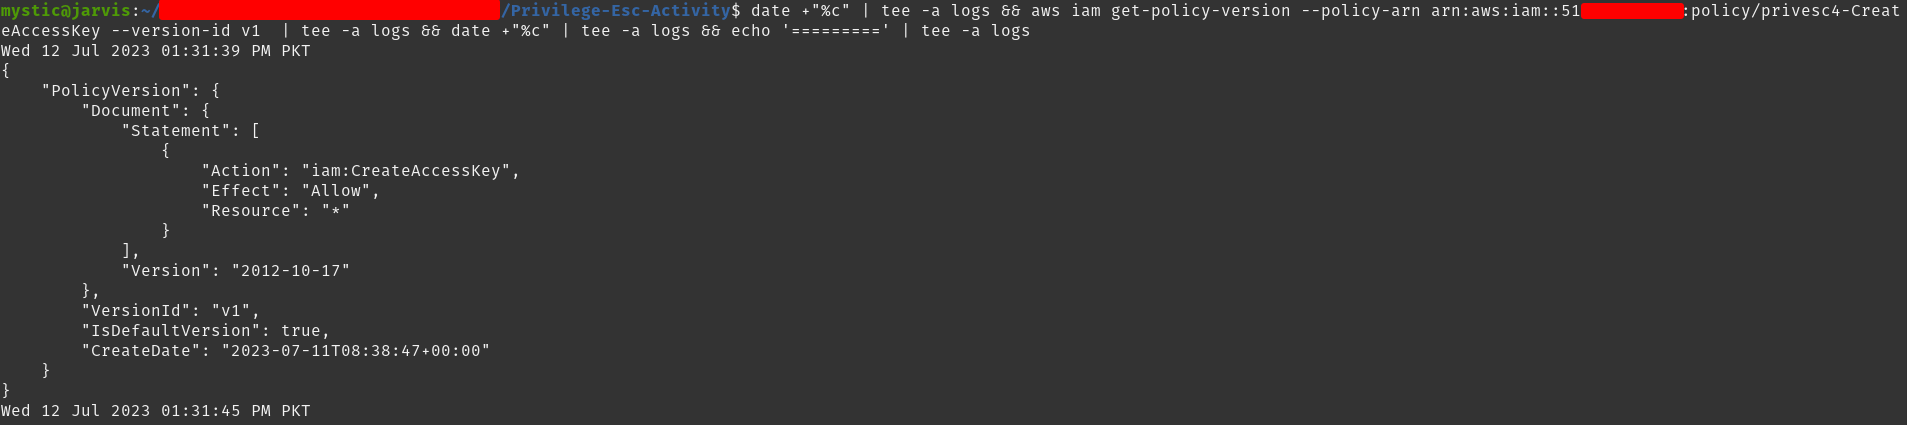 mystic@jarvis:~/ /Privilege-Esc-Activity$ date +"%c" | tee -a logs && aws iam get-policy-version --policy-arn arn:aws:iam::51 :policy/privesc4-Creat
eAccessKey --version-id v1  | tee -a logs && date +"%c" | tee -a logs && echo '=========' | tee -a logs
Wed 12 Jul 2023 01:31:39 PM PKT
{
    "PolicyVersion": {
        "Document": {
            "Statement": [
                {
                    "Action": "iam:CreateAccessKey",
                    "Effect": "Allow",
                    "Resource": "*"
                }
            ],
            "Version": "2012-10-17"
        },
        "VersionId": "v1",
        "IsDefaultVersion": true,
        "CreateDate": "2023-07-11T08:38:47+00:00"
    }
}
Wed 12 Jul 2023 01:31:45 PM PKT